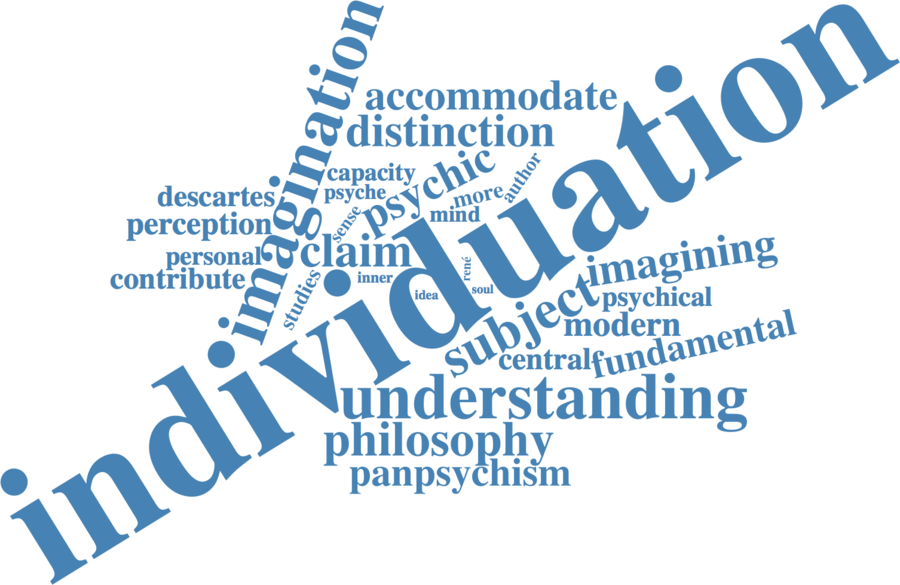 imagination
accommodate
distinction
individuation
capacity
psychic
author
descartes
psyche
more
perception
sense
mind
personal
claim
imagining
contribute
inner
rené
studies
idea
soul
psychical
subject
modern
central
fundamental
understanding
philosophy
panpsychism